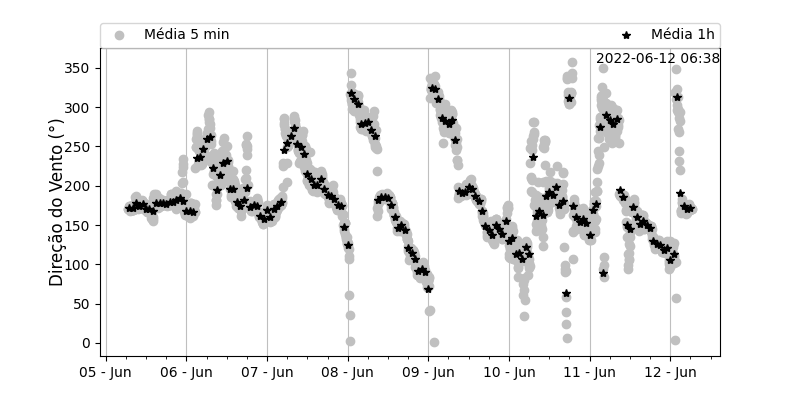 Média 5 min
Média 1h
2022-06-12 06:38
Direção do Vento (°)
350
300
250
200
150
100
50
0
05 - Jun
06 - Jun
07 - Jun
08 - Jun
09 - Jun
10 - Jun
11 - Jun
12 - Jun